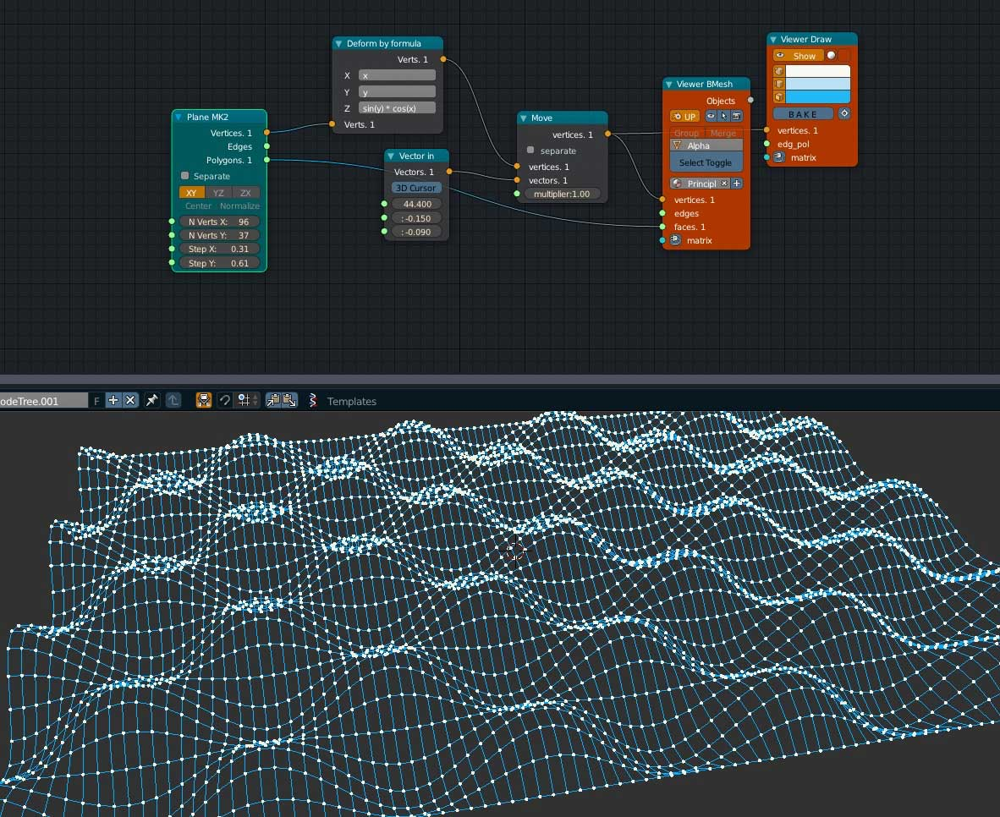 Plane MK2
Vertices. 1
Edges
Polygons. 1
Separate
XY YZ ZX
Center Normalize
N Verts X: 96
N Verts Y: 37
Step X: 0.31
Step Y: 0.61
Deform by formula
Verts. 1
X x
Y y
Z sin(y) * cos(x)
Verts. 1
Vector in
Vectors. 1
3D Cursor
44.400
:-0.150
:-0.090
Move
vertices. 1
separate
vertices. 1
vectors. 1
multiplier:1.00
Viewer BMesh
Objects
UP
Group Merge
Alpha
Select Toggle
Principl
vertices. 1
edges
faces. 1
matrix
Viewer Draw
Show
BAKE
vertices. 1
edg_pol
matrix
odeTree.001 F Templates